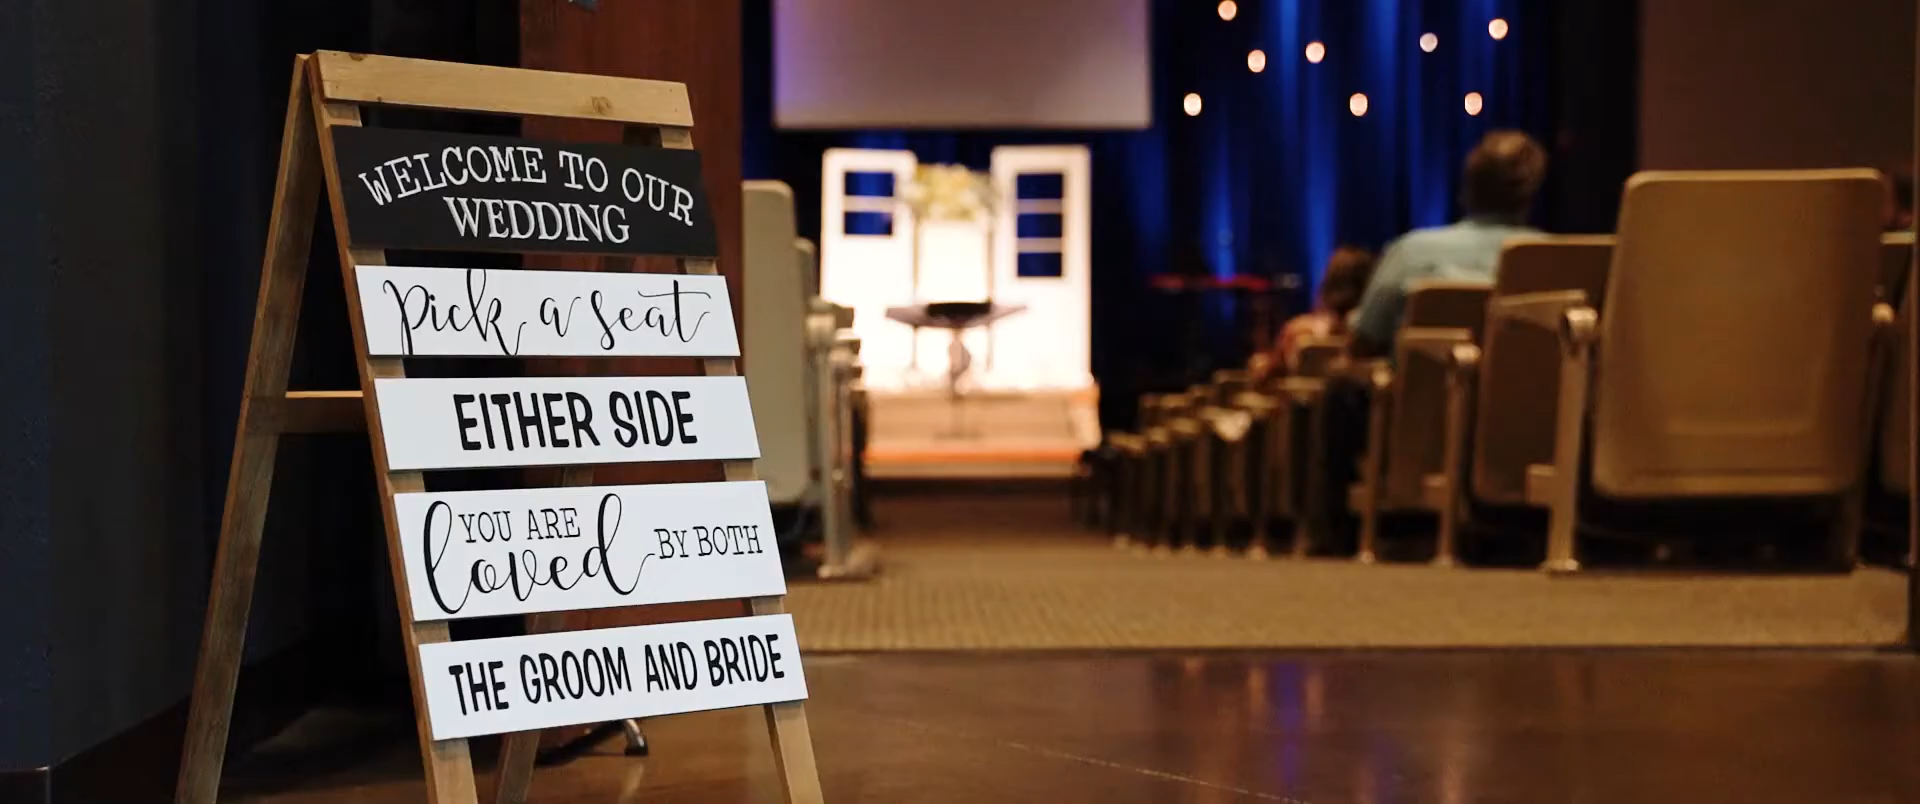 WELCOME TO OUR
WEDDING
Pick a seat
EITHER SIDE
YOU ARE
loved BY BOTH
THE GROOM AND BRIDE